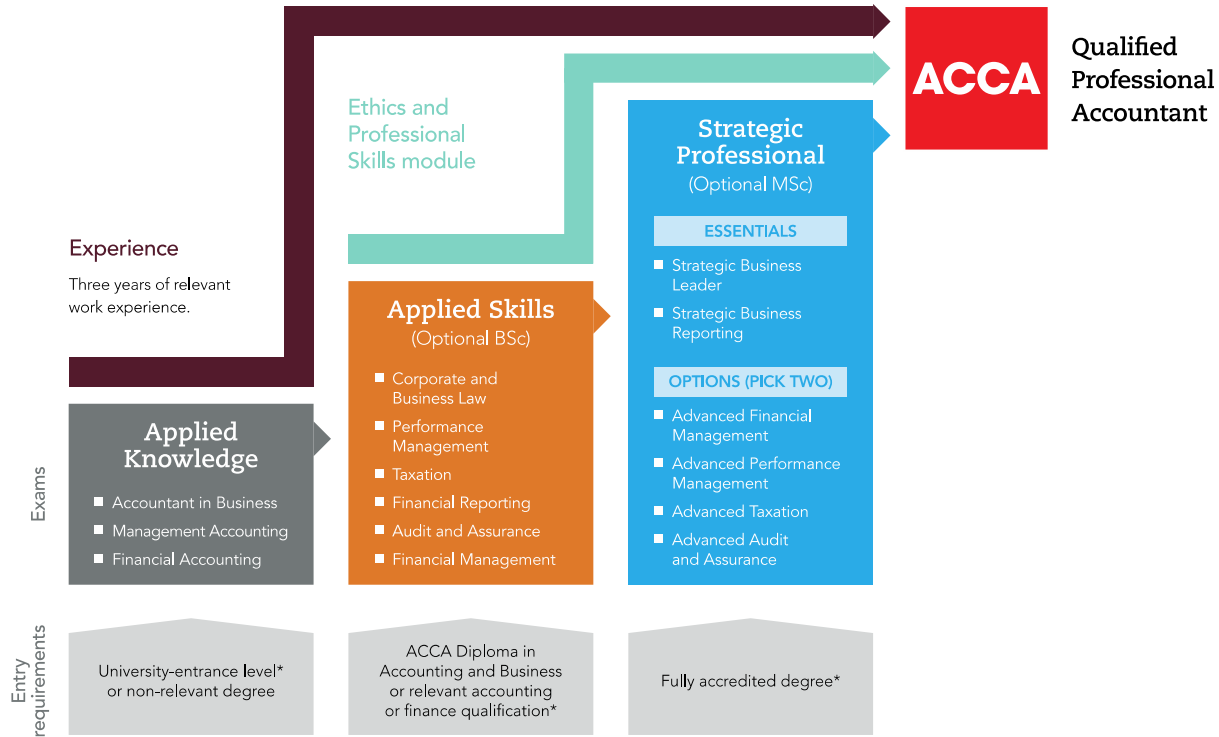 ACCA
Qualified
Professional
Accountant
Ethics and
Professional
Skills module
Experience
Three years of relevant
work experience.
Exams
Applied
Knowledge
Accountant in Business
Management Accounting
Financial Accounting
Applied Skills
(Optional BSc)
Corporate and
Business Law
Performance
Management
Taxation
Financial Reporting
Audit and Assurance
Financial Management
Strategic
Professional
(Optional MSc)
ESSENTIALS
Strategic Business
Leader
Strategic Business
Reporting
OPTIONS (PICK TWO)
Advanced Financial
Management
Advanced Performance
Management
Advanced Taxation
Advanced Audit
and Assurance
Entry
requirements
University-entrance level*
or non-relevant degree
ACCA Diploma in
Accounting and Business
or relevant accounting
or finance qualification*
Fully accredited degree*